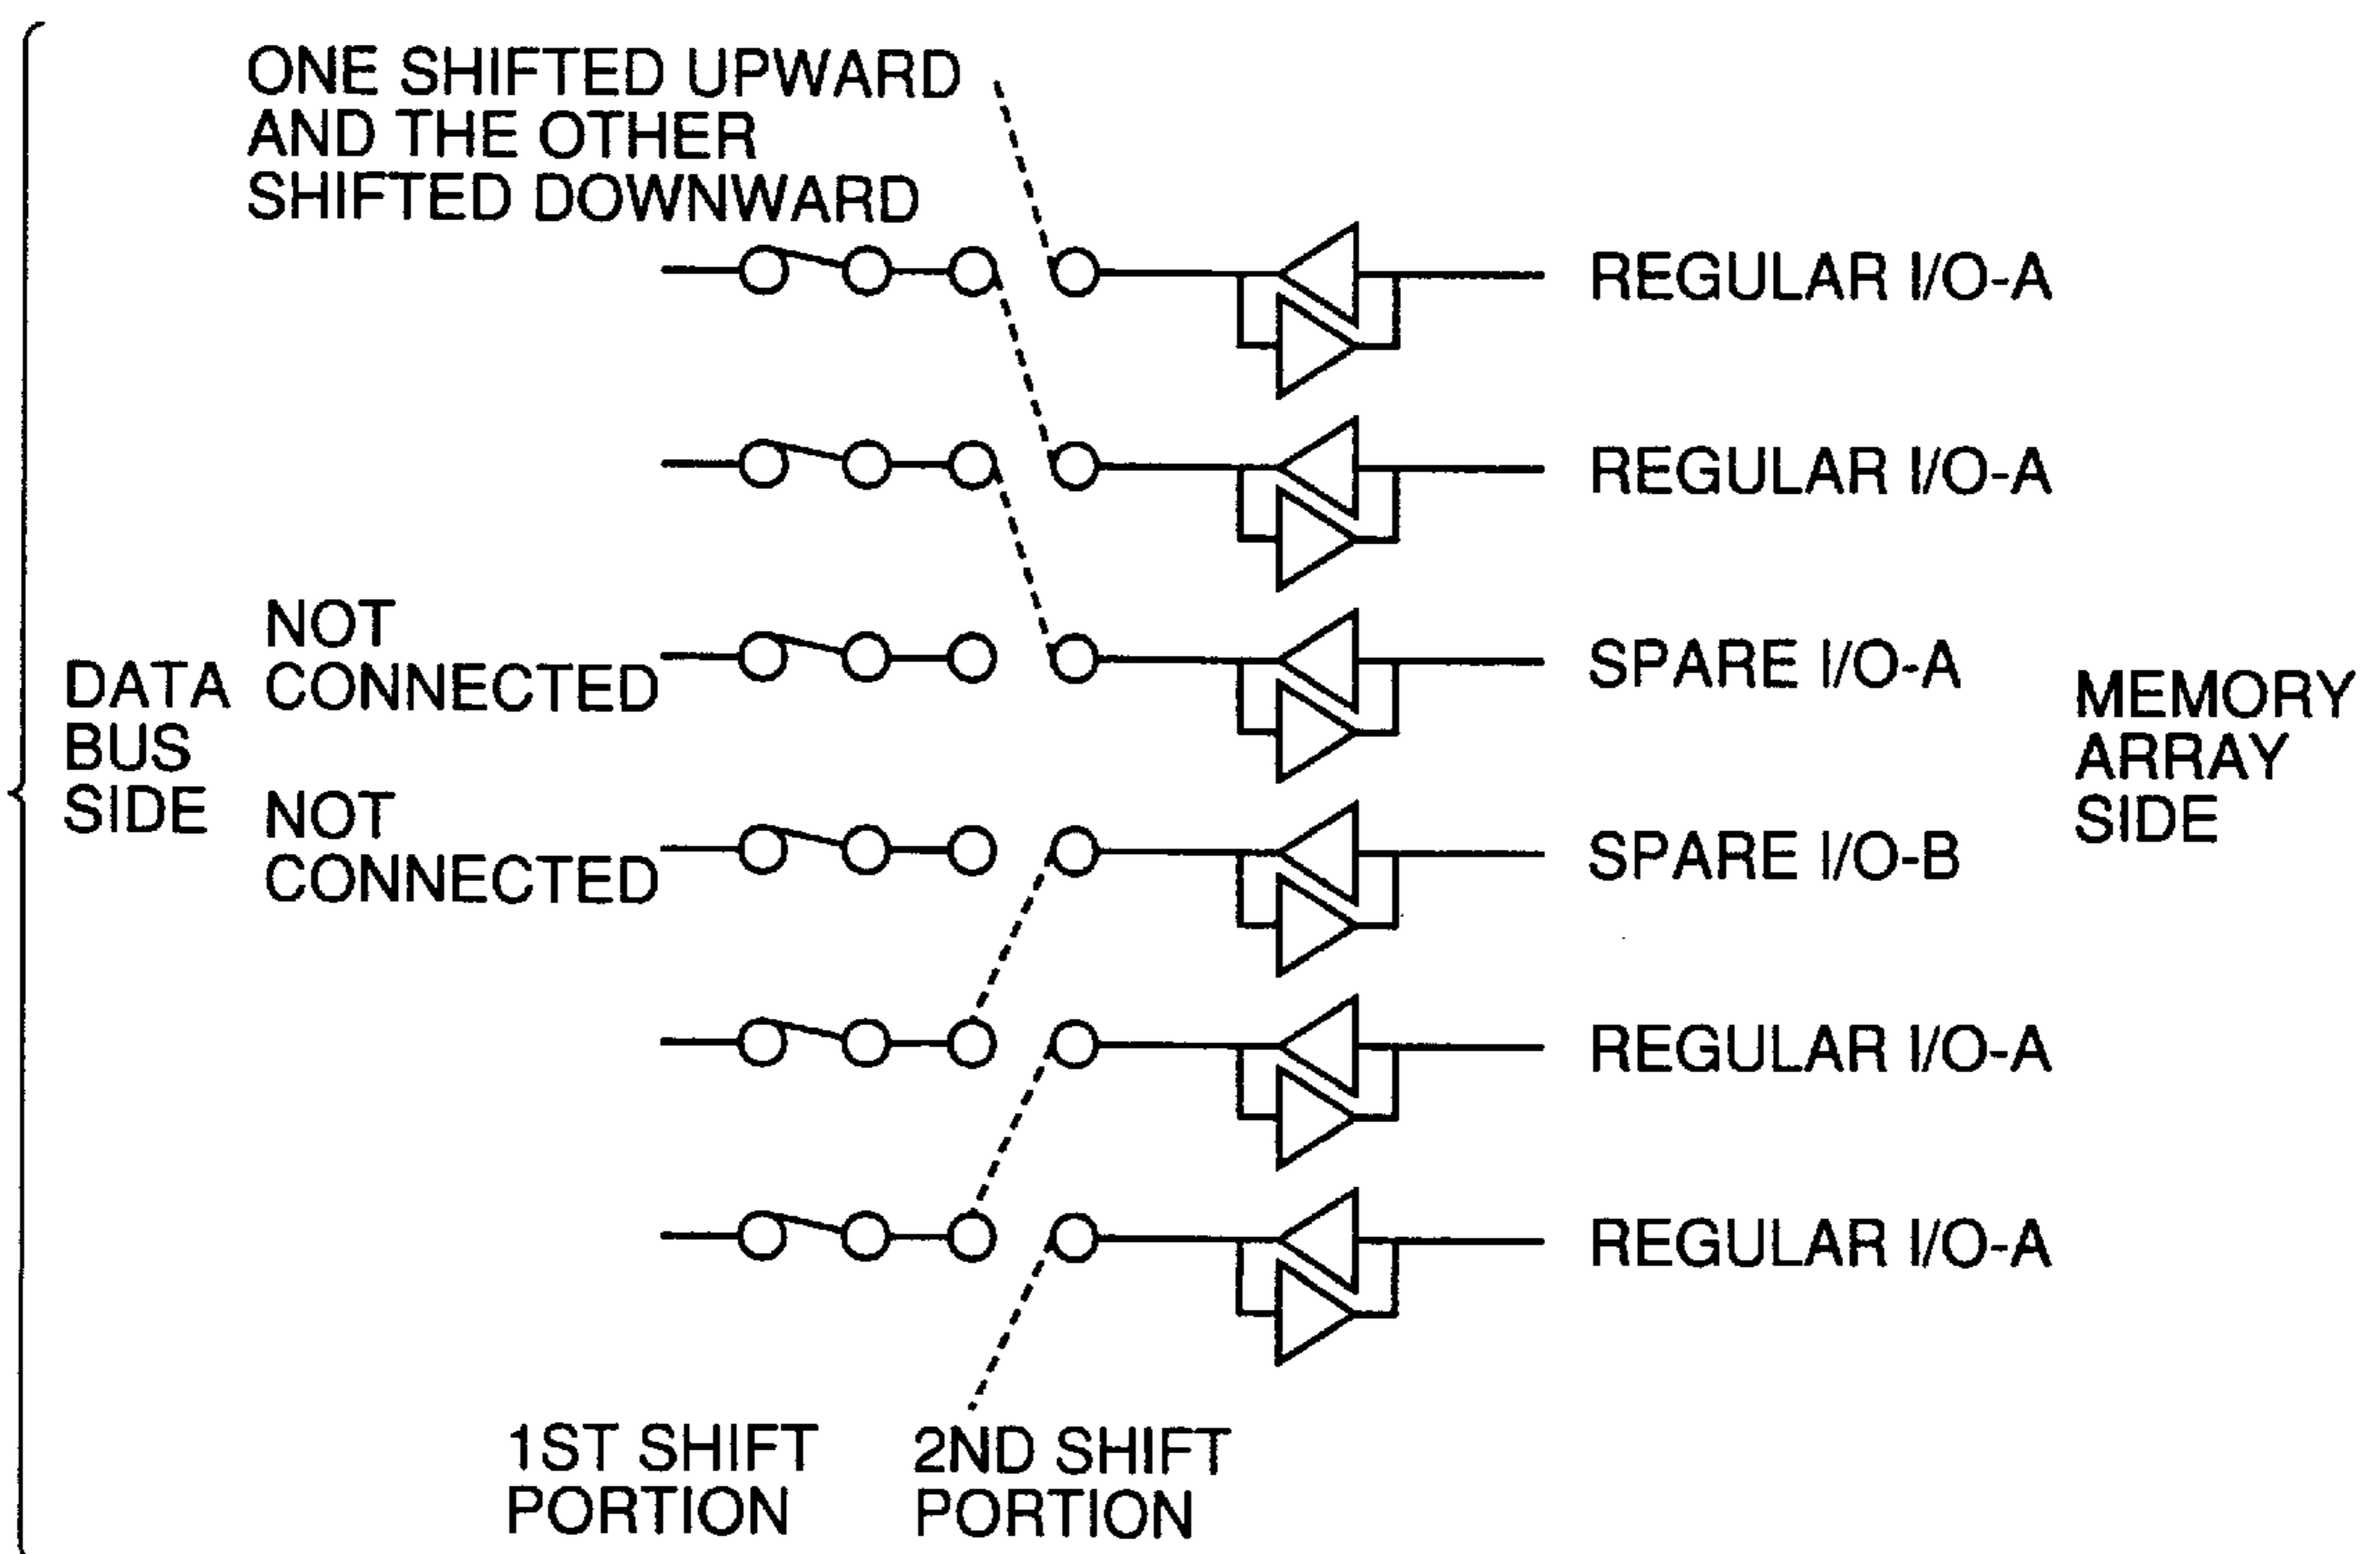 ONE SHIFTED UPWARD
AND THE OTHER
SHIFTED DOWNWARD
REGULAR I/O-A
REGULAR I/O-A
NOT
CONNECTED
SPARE I/O-A
DATA
BUS
SIDE
MEMORY
ARRAY
SIDE
NOT
CONNECTED
SPARE I/O-B
REGULAR I/O-A
REGULAR I/O-A
1ST SHIFT
PORTION
2ND SHIFT
PORTION